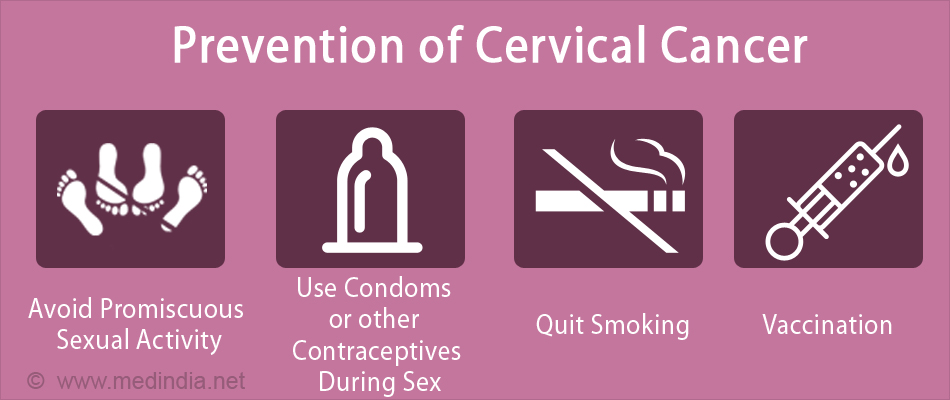 Prevention of Cervical Cancer
Avoid Promiscuous
Sexual Activity
Use Condoms
or other
Contraceptives
During Sex
Quit Smoking
Vaccination
© www.medindia.net